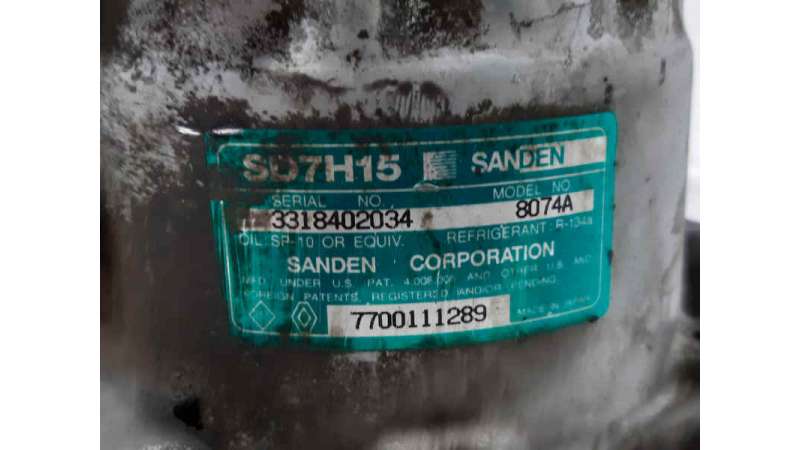 SD7H15 SANDEN
SERIAL NO. MODEL NO
3318402034 8074A
OIL: SP-10 OR EQUIV. REFRIGERANT: R-134a
SANDEN CORPORATION
MFD. UNDER U.S. PAT. AND OTHER U.S. AND
FOREIGN PATENTS, REGISTERED AND/OR PENDING.
MADE IN JAPAN
7700111289